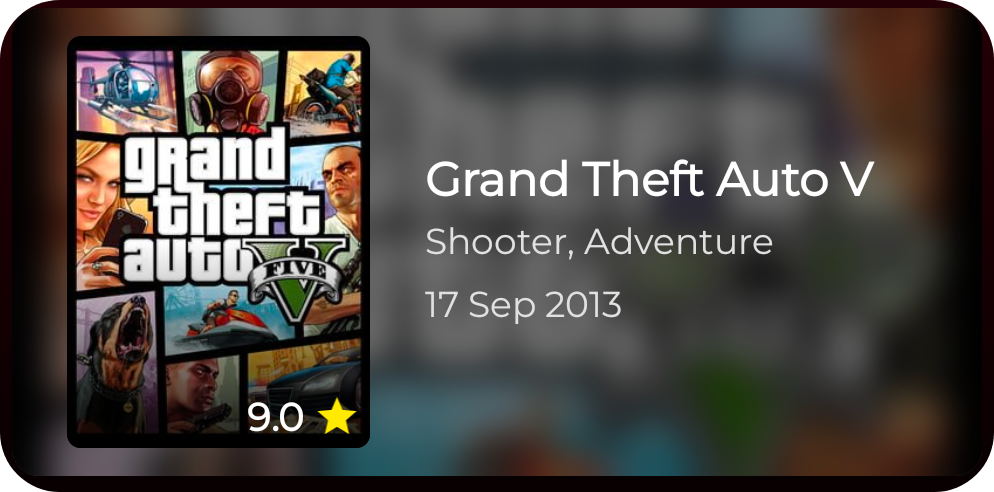 grand
theft
auto
FIVE
V
9.0
Grand Theft Auto V
Shooter, Adventure
17 Sep 2013